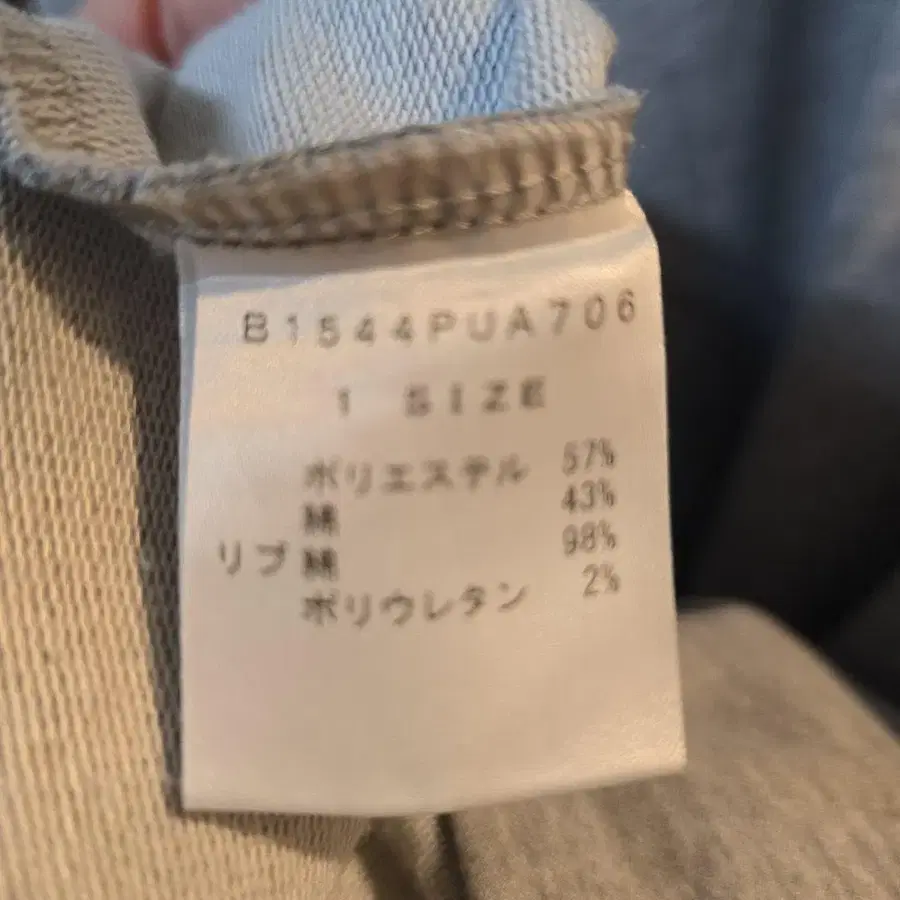 B1544PUA706
1 SIZE
ポリエステル 57%
綿 43%
リブ 綿 98%
ポリウレタン 2%